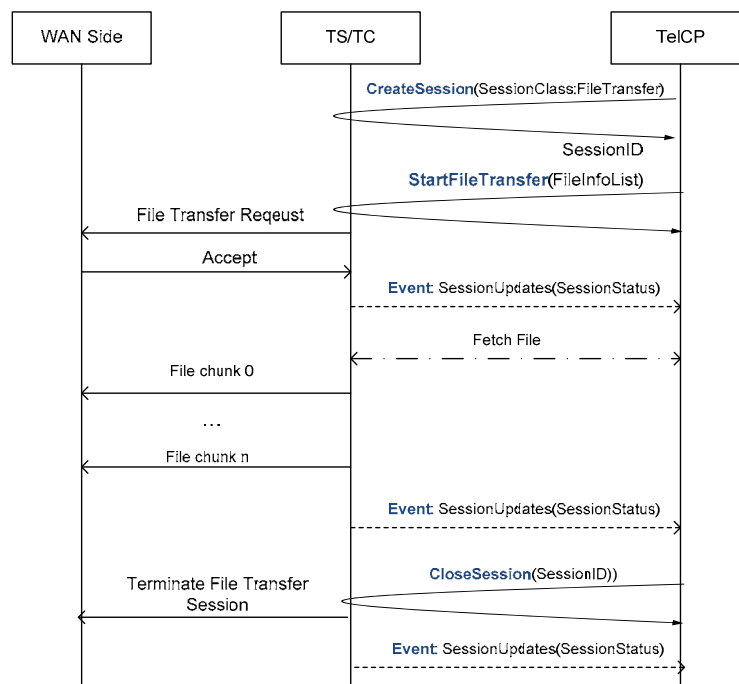 WAN Side
TS/TC
TelCP
CreateSession(SessionClass:FileTransfer)
SessionID
StartFileTransfer(FileInfoList)
File Transfer Reqeust
Accept
Event: SessionUpdates(SessionStatus)
Fetch File
File chunk 0
...
File chunk n
Event: SessionUpdates(SessionStatus)
CloseSession(SessionID))
Terminate File Transfer
Session
Event: SessionUpdates(SessionStatus)